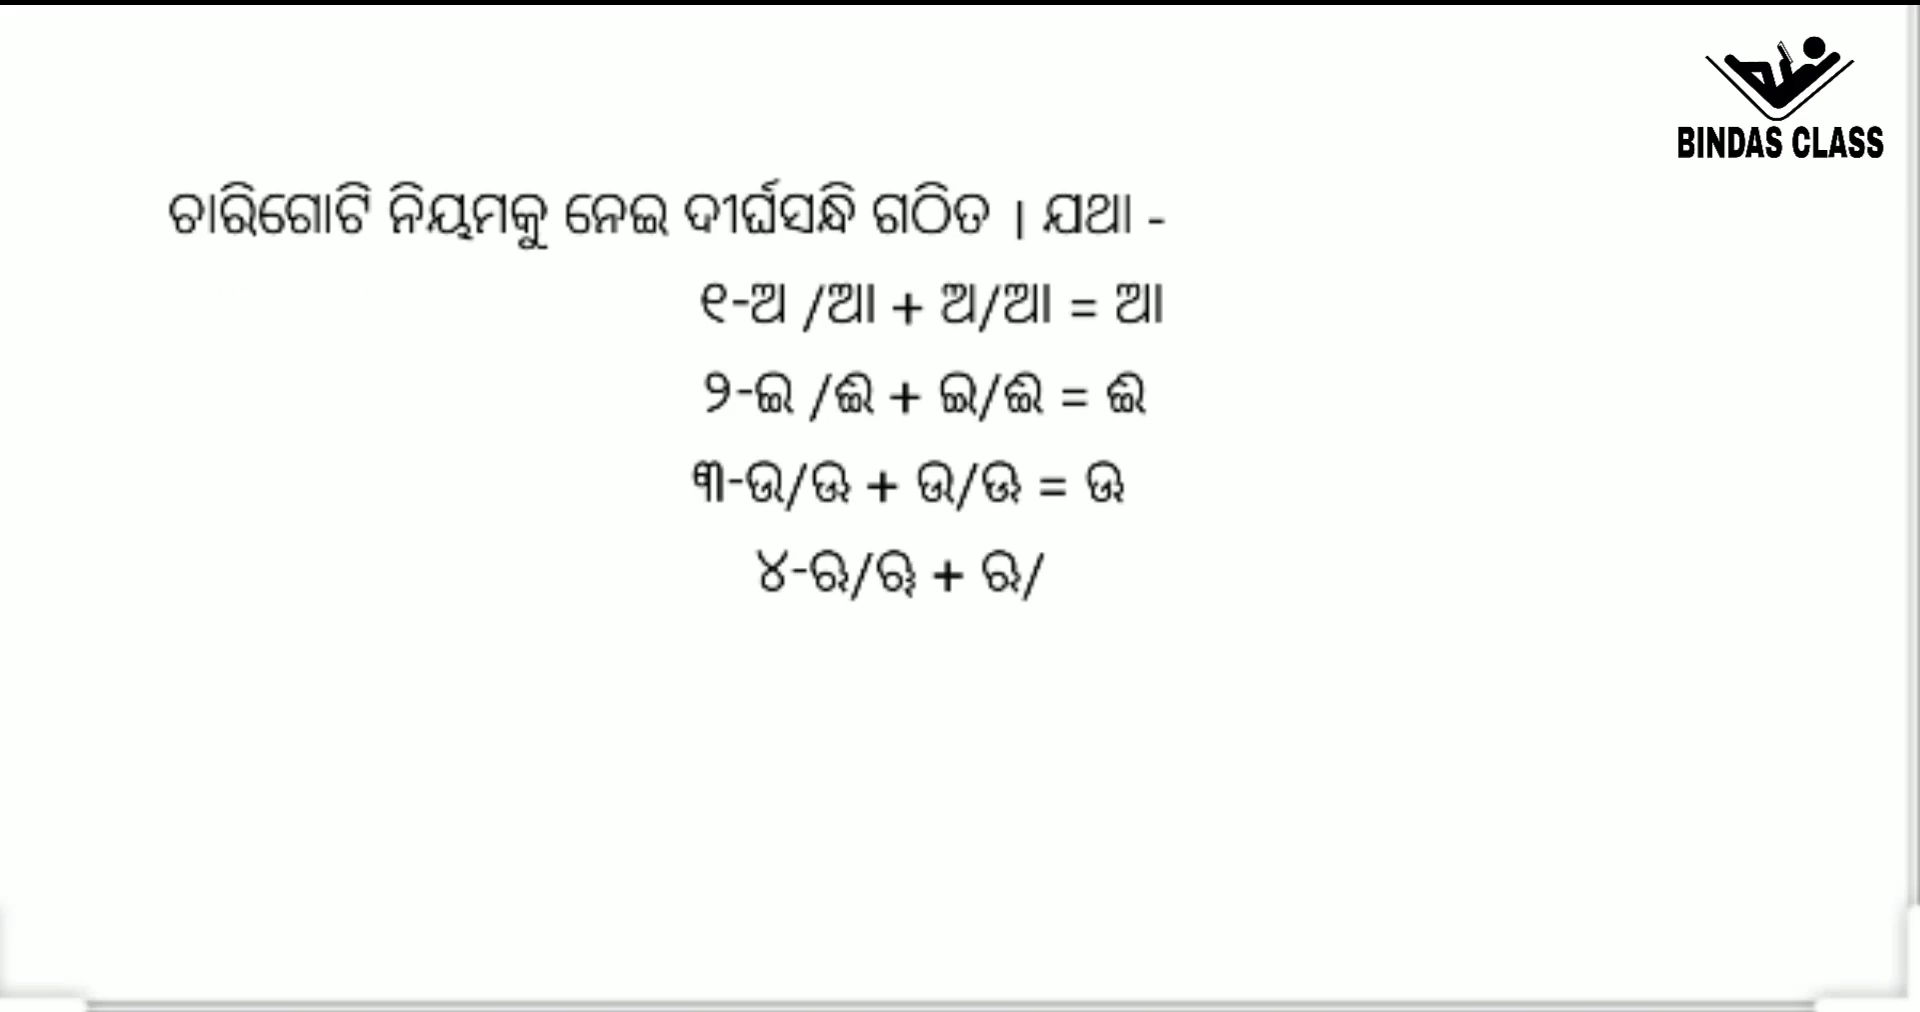 BINDAS CLASS
ଚାରିଗୋଟି ନିୟମକୁ ନେଇ ଦୀର୍ଘସନ୍ଧି ଗଠିତ । ଯଥା -
୧-ଅ /ଆ + ଅ/ଆ = ଆ
୨-ଇ /ଈ + ଇ/ଈ = ଈ
୩-ଉ/ଊ + ଉ/ଊ = ଊ
୪-ଋ/ୠ + ଋ/